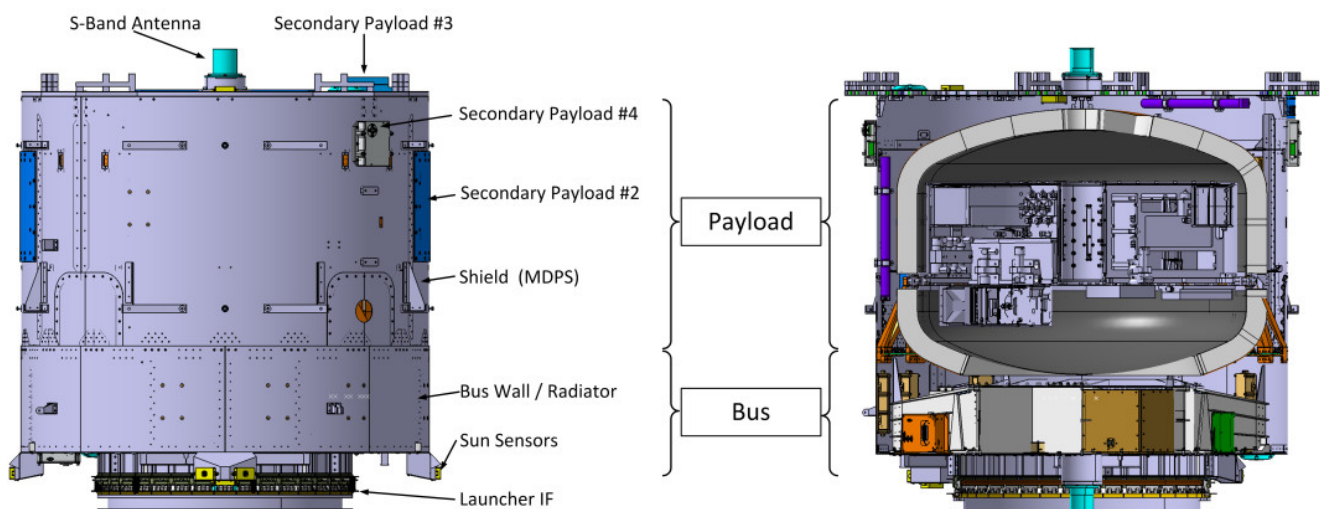 S-Band Antenna
Secondary Payload #3
Secondary Payload #4
Secondary Payload #2
Payload
Shield (MDPS)
Bus Wall / Radiator
Bus
Sun Sensors
Launcher IF